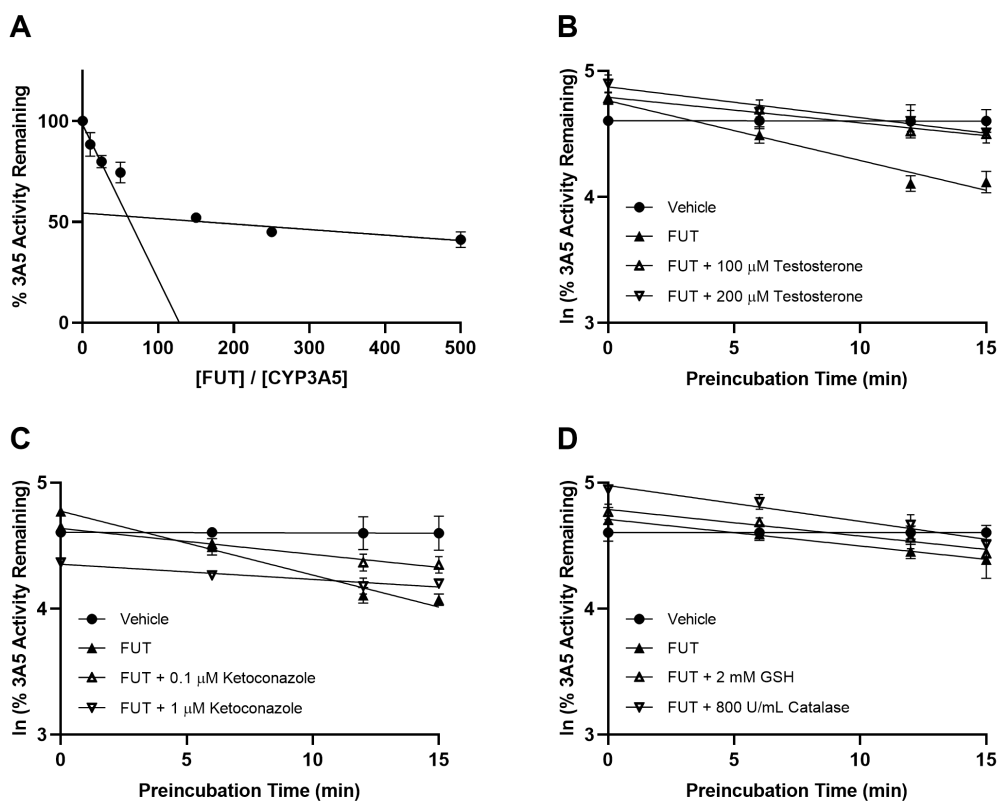 A
% 3A5 Activity Remaining
100
50
0
0 100 200 300 400 500
[FUT] / [CYP3A5]
B
ln (% 3A5 Activity Remaining)
5
4
3
Vehicle
FUT
FUT + 100 μM Testosterone
FUT + 200 μM Testosterone
0 5 10 15
Preincubation Time (min)
C
ln (% 3A5 Activity Remaining)
5
4
3
Vehicle
FUT
FUT + 0.1 μM Ketoconazole
FUT + 1 μM Ketoconazole
0 5 10 15
Preincubation Time (min)
D
ln (% 3A5 Activity Remaining)
5
4
3
Vehicle
FUT
FUT + 2 mM GSH
FUT + 800 U/mL Catalase
0 5 10 15
Preincubation Time (min)